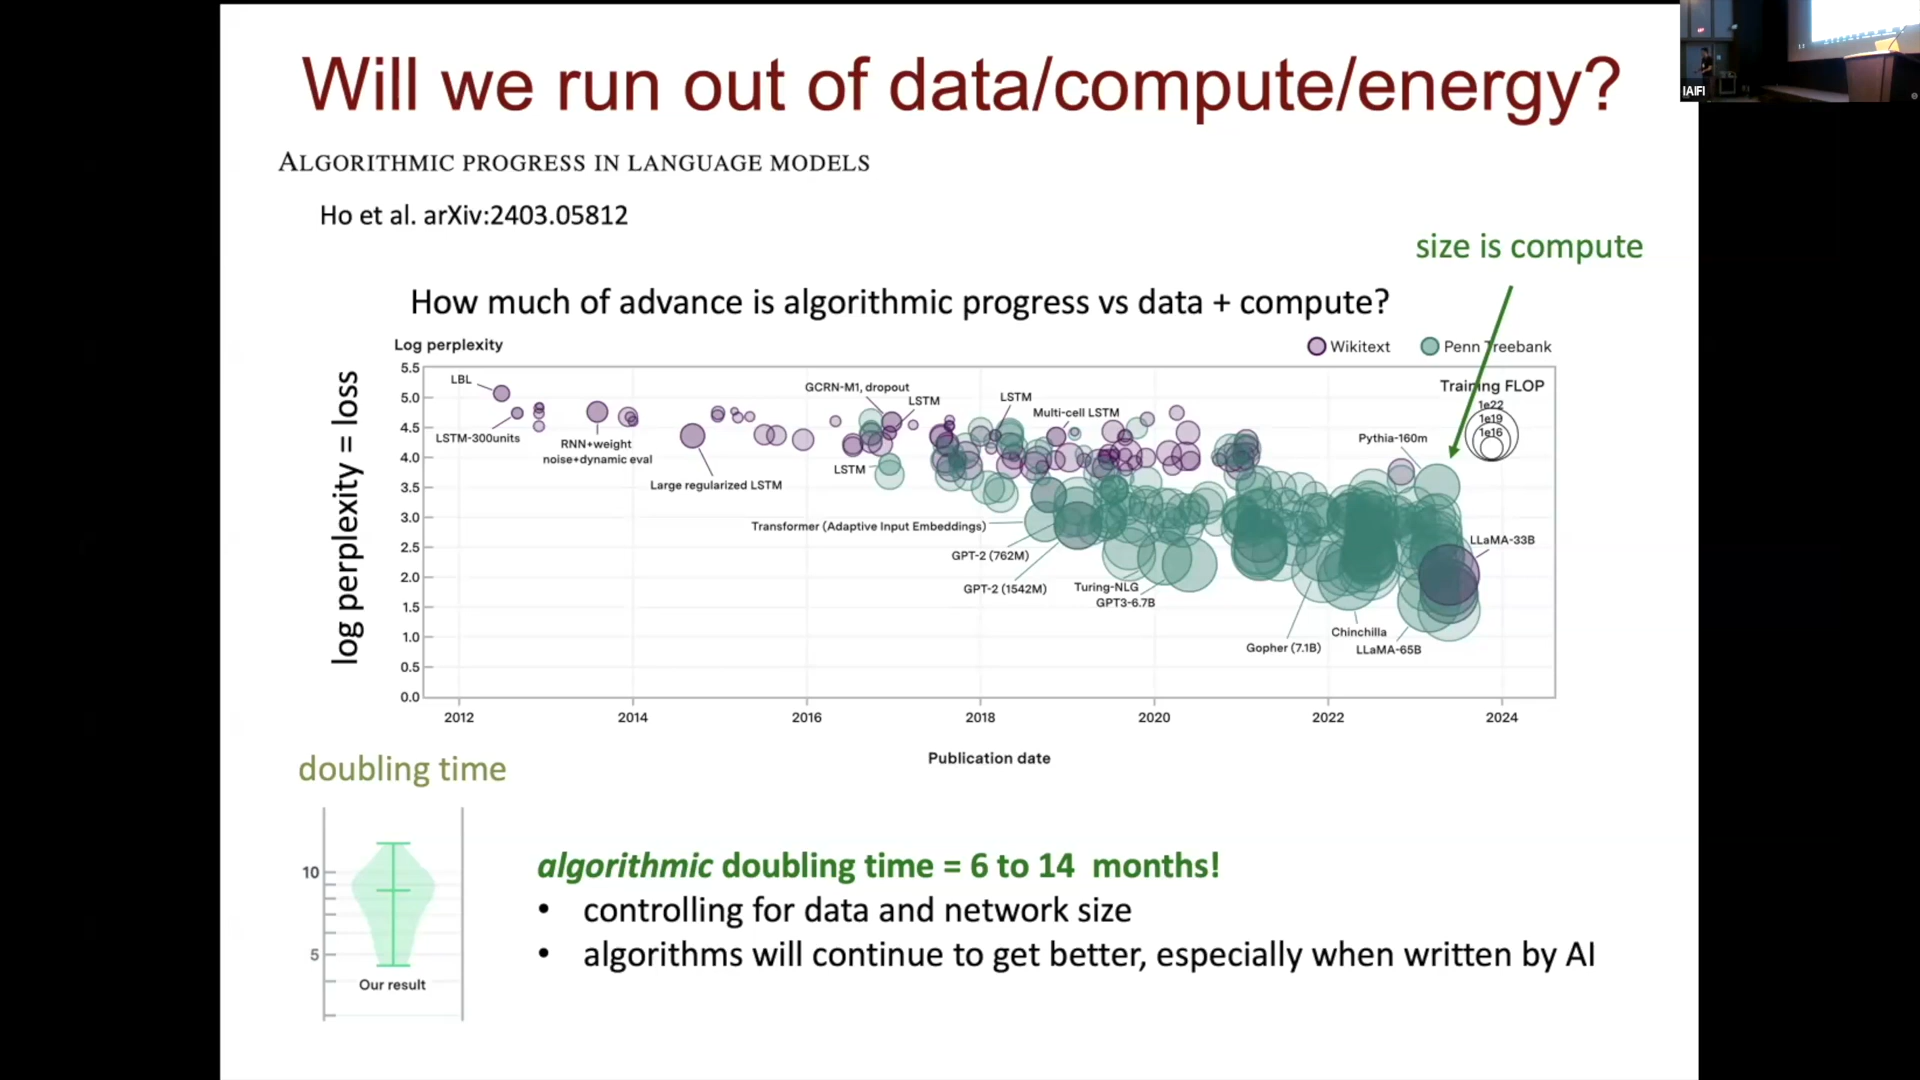 Will we run out of data/compute/energy?
IAIFI
ALGORITHMIC PROGRESS IN LANGUAGE MODELS
Ho et al. arXiv:2403.05812
size is compute
How much of advance is algorithmic progress vs data + compute?
Log perplexity
Wikitext
Penn Treebank
log perplexity = loss
5.5
5.0
4.5
4.0
3.5
3.0
2.5
2.0
1.5
1.0
0.5
0.0
Training FLOP
1e22
1e19
1e16
LBL
LSTM-300units
RNN+weight
noise+dynamic eval
Large regularized LSTM
GCRN-M1, dropout
LSTM
LSTM
LSTM
Multi-cell LSTM
Pythia-160m
Transformer (Adaptive Input Embeddings)
GPT-2 (762M)
GPT-2 (1542M)
Turing-NLG
GPT3-6.7B
LLaMA-33B
Gopher (7.1B)
Chinchilla
LLaMA-65B
2012
2014
2016
2018
2020
2022
2024
Publication date
doubling time
10
5
Our result
algorithmic doubling time = 6 to 14 months!
• controlling for data and network size
• algorithms will continue to get better, especially when written by AI